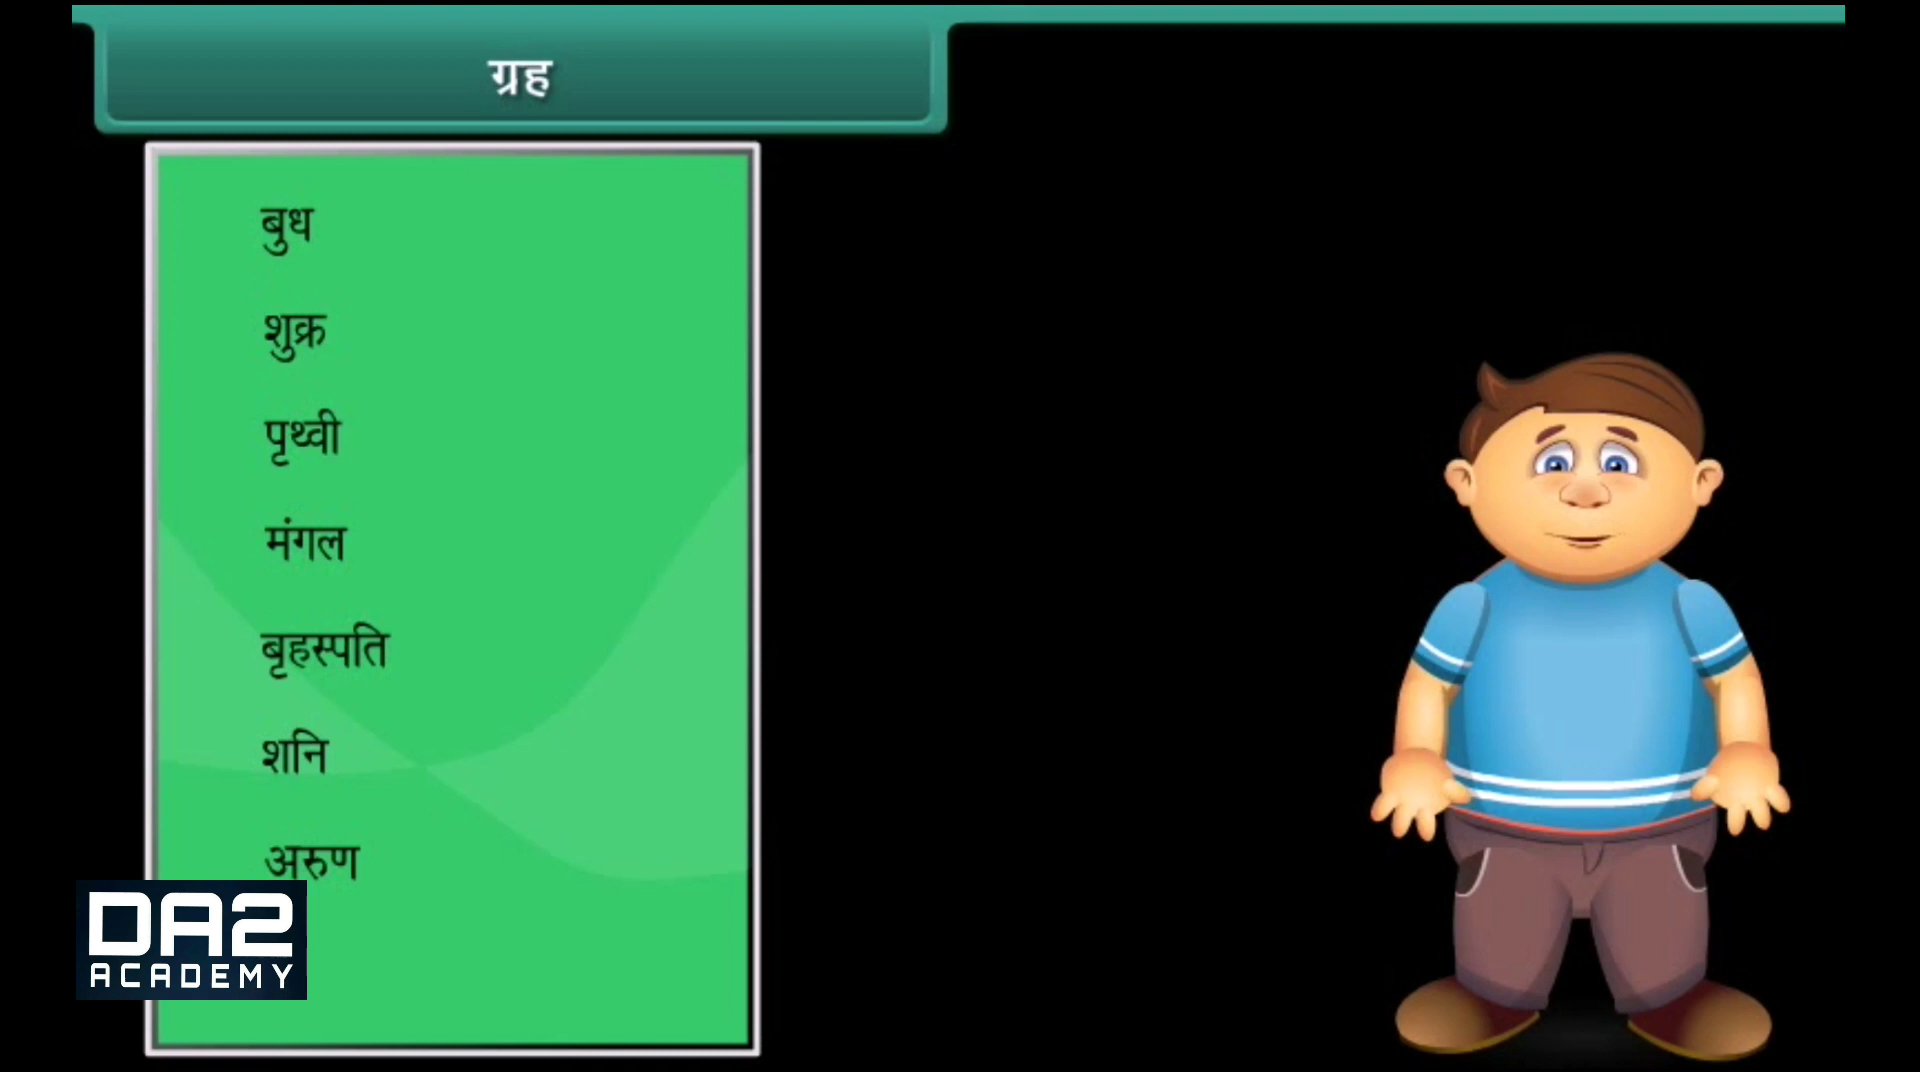 ग्रह
बुध
शुक्र
पृथ्वी
मंगल
बृहस्पति
शनि
अरुण
DA2
ACADEMY